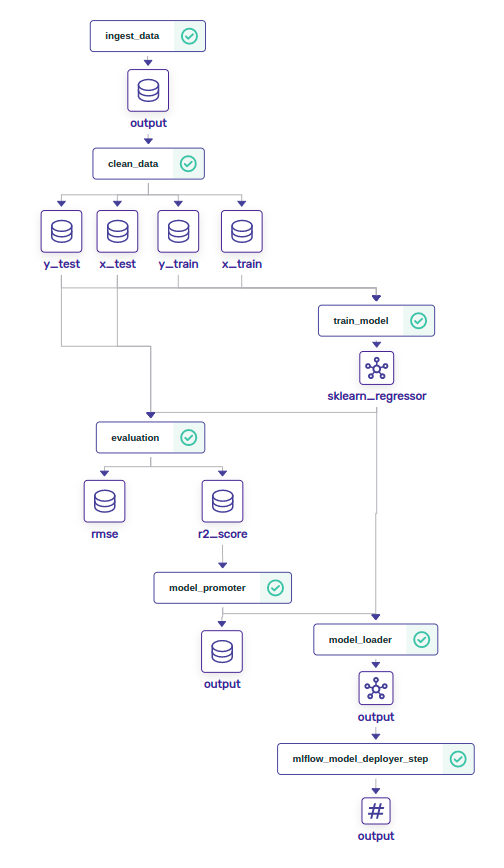 ingest_data
output
clean_data
y_test x_test y_train x_train
train_model
sklearn_regressor
evaluation
rmse r2_score
model_promoter
model_loader
output
output
mlflow_model_deployer_step
#
output